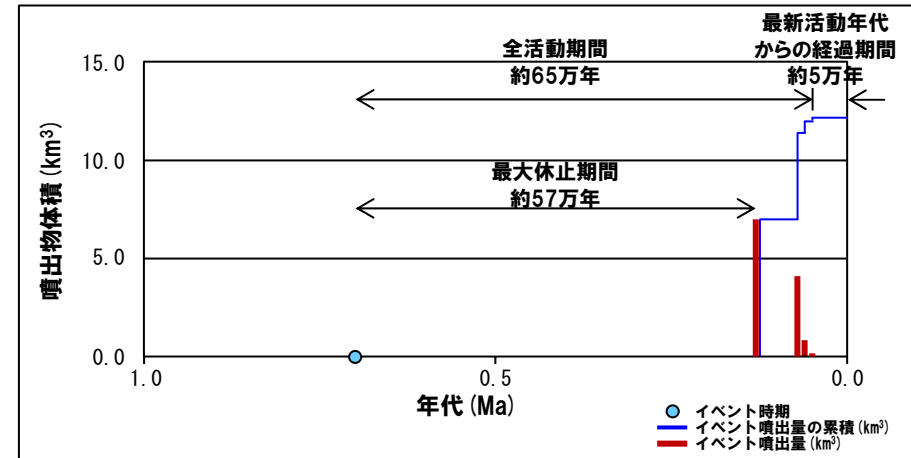 最新活動年代
からの経過期間
約5万年
全活動期間
約65万年
最大休止期間
約57万年
噴出物体積(km³)
15.0
10.0
5.0
0.0
1.0
0.5
0.0
年代(Ma)
イベント時期
イベント噴出量の累積(km³)
イベント噴出量(km³)